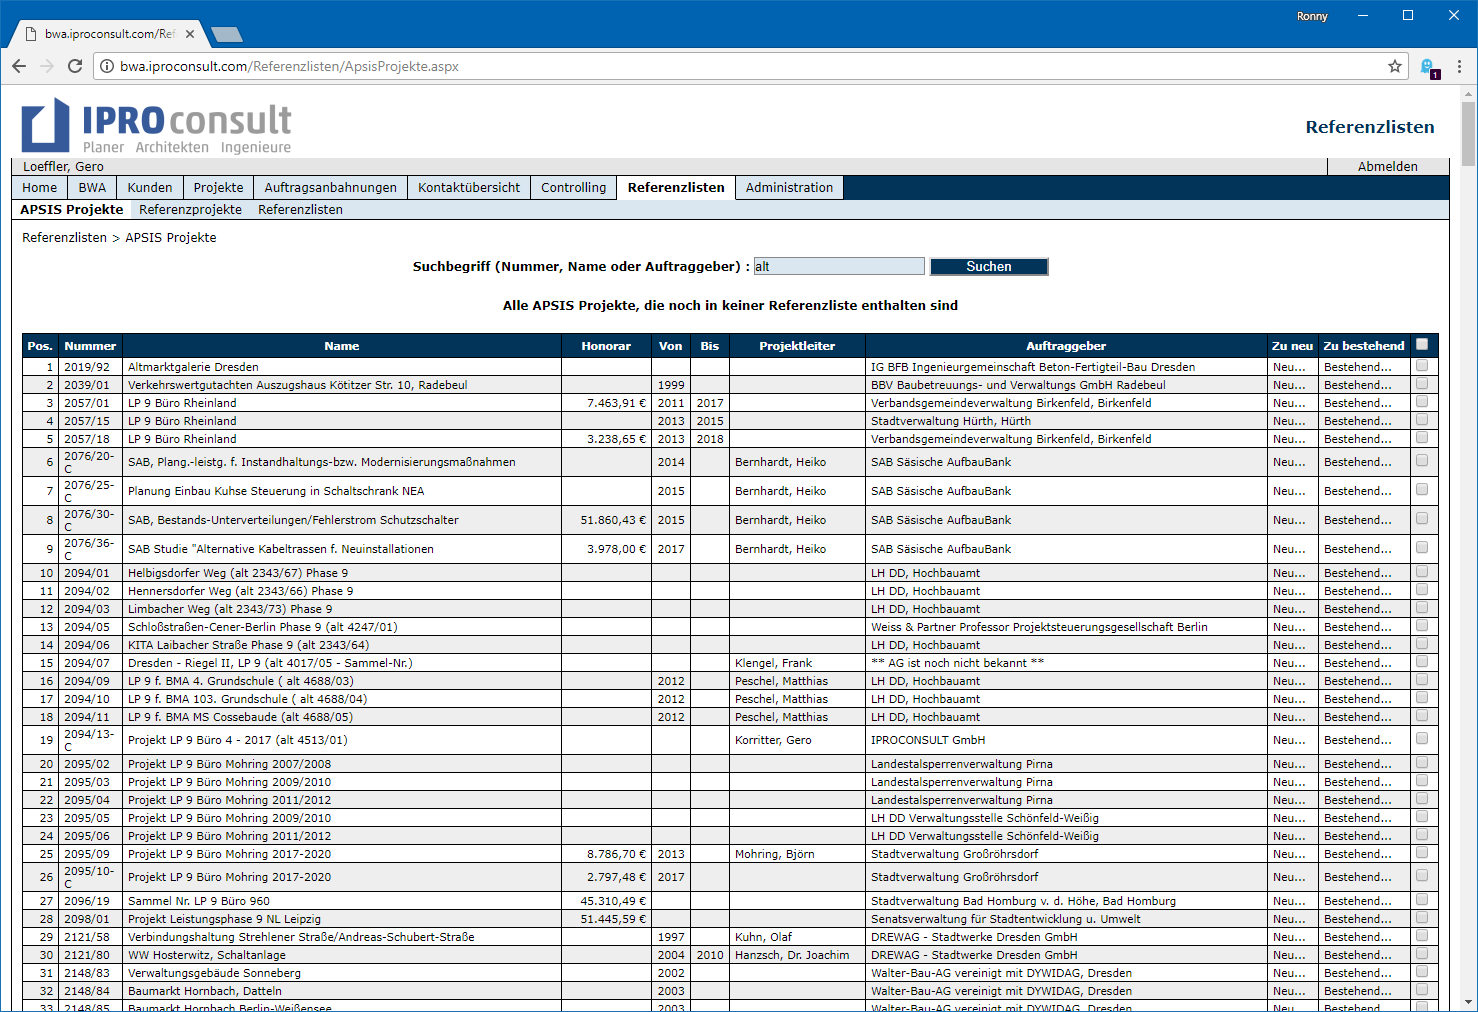 Ronny
bwa.iproconsult.com/Ref
bwa.iproconsult.com/Referenzlisten/ApsisProjekte.aspx
1
IPROconsult
Planer Architekten Ingenieure
Referenzlisten
Loeffler, Gero Abmelden
Home BWA Kunden Projekte Auftragsanbahnungen Kontaktübersicht Controlling Referenzlisten Administration
APSIS Projekte Referenzprojekte Referenzlisten
Referenzlisten > APSIS Projekte
Suchbegriff (Nummer, Name oder Auftraggeber) : alt Suchen
Alle APSIS Projekte, die noch in keiner Referenzliste enthalten sind
Pos. Nummer Name Honorar Von Bis Projektleiter Auftraggeber Zu neu Zu bestehend
1 2019/92 Altmarktgalerie Dresden IG BFB Ingenieurgemeinschaft Beton-Fertigteil-Bau Dresden Neu... Bestehend...
2 2039/01 Verkehrswertgutachten Auszugshaus Kötitzer Str. 10, Radebeul 1999 BBV Baubetreuungs- und Verwaltungs GmbH Radebeul Neu... Bestehend...
3 2057/01 LP 9 Büro Rheinland 7.463,91 € 2011 2017 Verbandsgemeindeverwaltung Birkenfeld, Birkenfeld Neu... Bestehend...
4 2057/15 LP 9 Büro Rheinland 2013 2015 Stadtverwaltung Hürth, Hürth Neu... Bestehend...
5 2057/18 LP 9 Büro Rheinland 3.238,65 € 2013 2018 Verbandsgemeindeverwaltung Birkenfeld, Birkenfeld Neu... Bestehend...
6 2076/20-C SAB, Plang.-leistg. f. Instandhaltungs-bzw. Modernisierungsmaßnahmen 2014 Bernhardt, Heiko SAB Säsische AufbauBank Neu... Bestehend...
7 2076/25-C Planung Einbau Kuhse Steuerung in Schaltschrank NEA 2015 Bernhardt, Heiko SAB Säsische AufbauBank Neu... Bestehend...
8 2076/30-C SAB, Bestands-Unterverteilungen/Fehlerstrom Schutzschalter 51.860,43 € 2015 Bernhardt, Heiko SAB Säsische AufbauBank Neu... Bestehend...
9 2076/36-C SAB Studie "Alternative Kabeltrassen f. Neuinstallationen 3.978,00 € 2017 Bernhardt, Heiko SAB Säsische AufbauBank Neu... Bestehend...
10 2094/01 Helbigsdorfer Weg (alt 2343/67) Phase 9 LH DD, Hochbauamt Neu... Bestehend...
11 2094/02 Hennersdorfer Weg (alt 2343/66) Phase 9 LH DD, Hochbauamt Neu... Bestehend...
12 2094/03 Limbacher Weg (alt 2343/73) Phase 9 LH DD, Hochbauamt Neu... Bestehend...
13 2094/05 Schloßstraßen-Cener-Berlin Phase 9 (alt 4247/01) Weiss & Partner Professor Projektsteuerungsgesellschaft Berlin Neu... Bestehend...
14 2094/06 KITA Laibacher Straße Phase 9 (alt 2343/64) LH DD, Hochbauamt Neu... Bestehend...
15 2094/07 Dresden - Riegel II, LP 9 (alt 4017/05 - Sammel-Nr.) Klengel, Frank ** AG ist noch nicht bekannt ** Neu... Bestehend...
16 2094/09 LP 9 f. BMA 4. Grundschule ( alt 4688/03) 2012 Peschel, Matthias LH DD, Hochbauamt Neu... Bestehend...
17 2094/10 LP 9 f. BMA 103. Grundschule ( alt 4688/04) 2012 Peschel, Matthias LH DD, Hochbauamt Neu... Bestehend...
18 2094/11 LP 9 f. BMA MS Cossebaude (alt 4688/05) 2012 Peschel, Matthias LH DD, Hochbauamt Neu... Bestehend...
19 2094/13-C Projekt LP 9 Büro 4 - 2017 (alt 4513/01) Korritter, Gero IPROCONSULT GmbH Neu... Bestehend...
20 2095/02 Projekt LP 9 Büro Mohring 2007/2008 Landestalsperrenverwaltung Pirna Neu... Bestehend...
21 2095/03 Projekt LP 9 Büro Mohring 2009/2010 Landestalsperrenverwaltung Pirna Neu... Bestehend...
22 2095/04 Projekt LP 9 Büro Mohring 2011/2012 Landestalsperrenverwaltung Pirna Neu... Bestehend...
23 2095/05 Projekt LP 9 Büro Mohring 2009/2010 LH DD Verwaltungsstelle Schönfeld-Weißig Neu... Bestehend...
24 2095/06 Projekt LP 9 Büro Mohring 2011/2012 LH DD Verwaltungsstelle Schönfeld-Weißig Neu... Bestehend...
25 2095/09 Projekt LP 9 Büro Mohring 2017-2020 8.786,70 € 2013 Mohring, Björn Stadtverwaltung Großröhrsdorf Neu... Bestehend...
26 2095/10-C Projekt LP 9 Büro Mohring 2017-2020 2.797,48 € 2017 Stadtverwaltung Großröhrsdorf Neu... Bestehend...
27 2096/19 Sammel Nr. LP 9 Büro 960 45.310,49 € Stadtverwaltung Bad Homburg v. d. Höhe, Bad Homburg Neu... Bestehend...
28 2098/01 Projekt Leistungsphase 9 NL Leipzig 51.445,59 € Senatsverwaltung für Stadtentwicklung u. Umwelt Neu... Bestehend...
29 2121/58 Verbindungshaltung Strehlener Straße/Andreas-Schubert-Straße 1997 Kuhn, Olaf DREWAG - Stadtwerke Dresden GmbH Neu... Bestehend...
30 2121/80 WW Hosterwitz, Schaltanlage 2004 2010 Hanzsch, Dr. Joachim DREWAG - Stadtwerke Dresden GmbH Neu... Bestehend...
31 2148/83 Verwaltungsgebäude Sonneberg 2002 Walter-Bau-AG vereinigt mit DYWIDAG, Dresden Neu... Bestehend...
32 2148/84 Baumarkt Hornbach, Datteln 2003 Walter-Bau-AG vereinigt mit DYWIDAG, Dresden Neu... Bestehend...
33 2148/85 Baumarkt Hornbach Berlin-Weißensee 2003 Walter-Bau-AG vereinigt mit DYWIDAG, Dresden Neu... Bestehend...